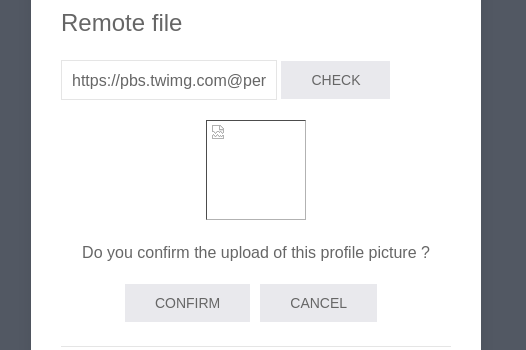 Remote file
https://pbs.twimg.com@per
CHECK
Do you confirm the upload of this profile picture ?
CONFIRM
CANCEL